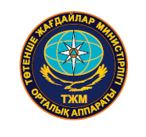 ТӨТЕНШЕ ЖАҒДАЙЛАР МИНИСТРЛІГІ
ТЖМ
ОРТАЛЫҚ АППАРАТЫ